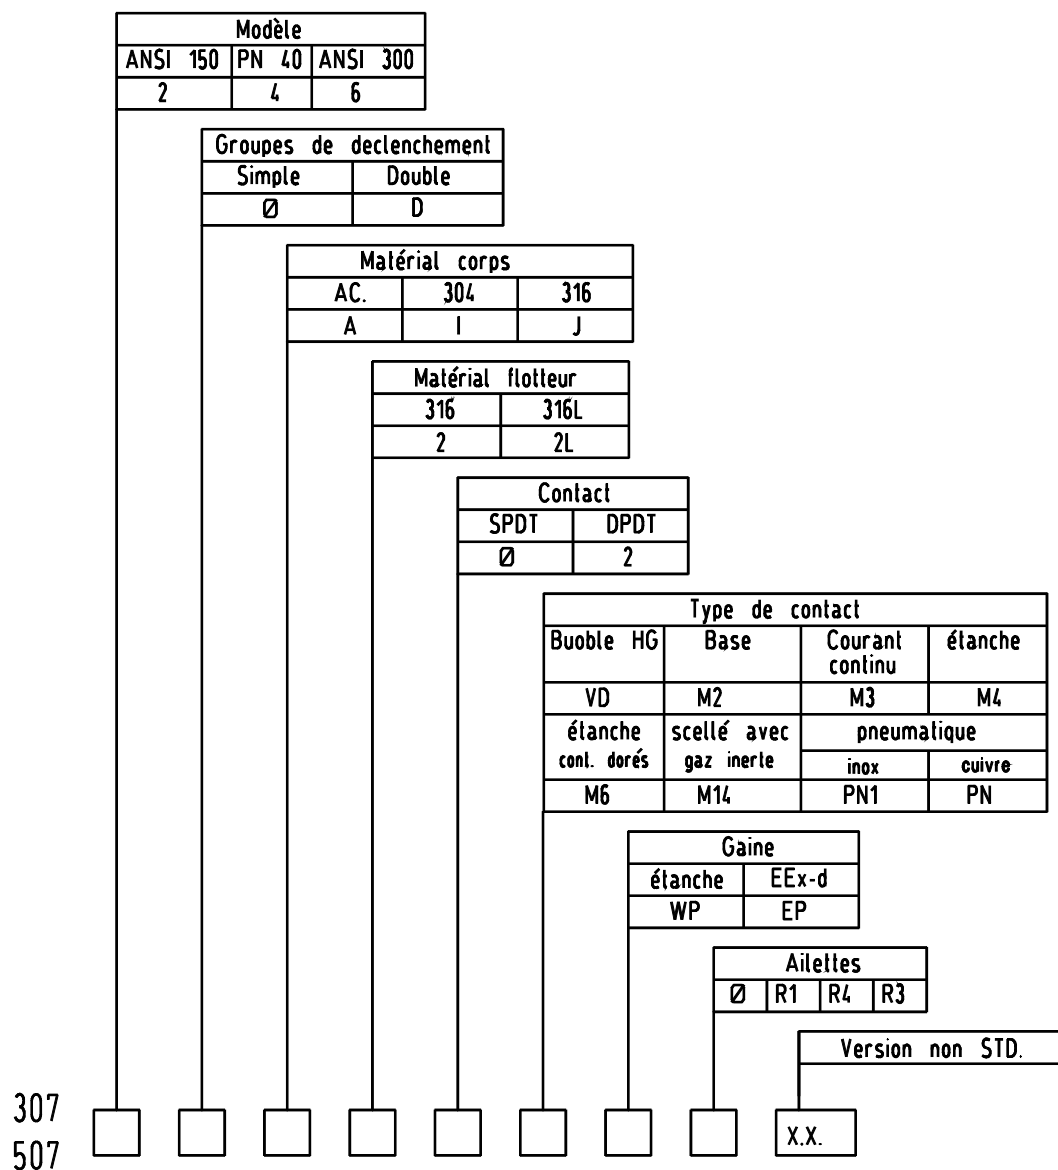 Modèle
ANSI 150 PN 40 ANSI 300
2 4 6
Groupes de declenchement
Simple Double
Ø D
Matérial corps
AC. 304 316
A I J
Matérial flotteur
316 316L
2 2L
Contact
SPDT DPDT
Ø 2
Type de contact
Buoble HG Base Courant étanche
continu
VD M2 M3 M4
étanche scellé avec pneumatique
cont. dorés gaz inerte inox cuivre
M6 M14 PN1 PN
Gaine
étanche EEx-d
WP EP
Ailettes
Ø R1 R4 R3
Version non STD.
307
507
X.X.